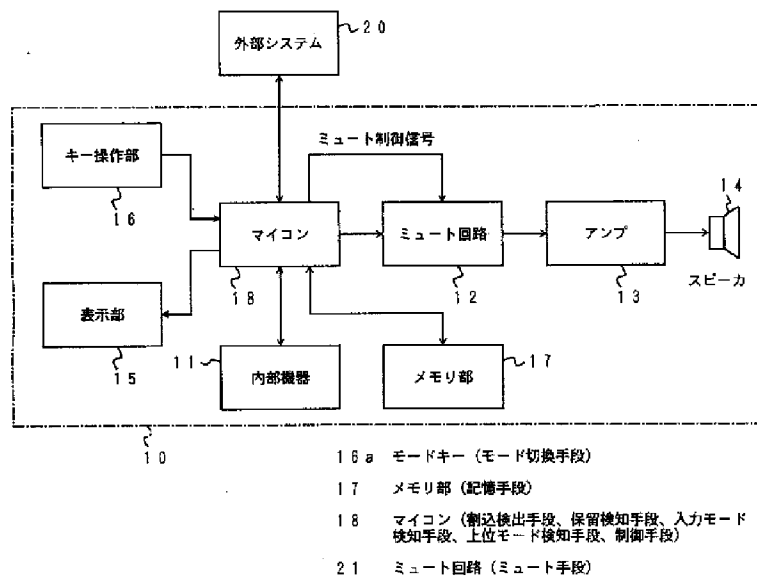 外部システム
20
キー操作部
16
ミュート制御信号
マイコン
18
ミュート回路
12
アンプ
13
14
スピーカ
表示部
15
11
内部機器
メモリ部
17
10
16a モードキー（モード切換手段）
17 メモリ部（記憶手段）
18 マイコン（割込検出手段、保留検知手段、入力モード
検知手段、上位モード検知手段、制御手段）
21 ミュート回路（ミュート手段）